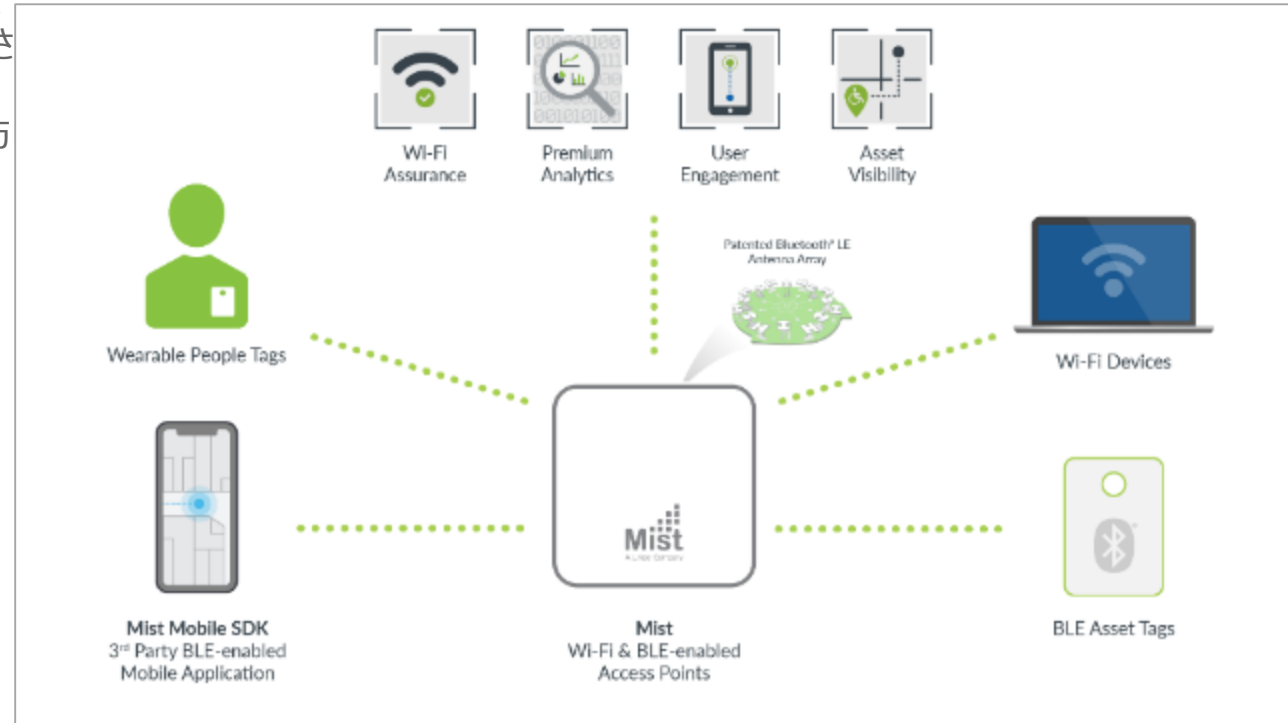 さ
Wi-Fi
Assurance
Premium
Analytics
User
Engagement
Asset
Visibility
Patented Bluetooth® LE
Antenna Array
Wearable People Tags
Wi-Fi Devices
Mist
Mist Mobile SDK
3rd Party BLE-enabled
Mobile Application
Mist
Wi-Fi & BLE-enabled
Access Points
BLE Asset Tags